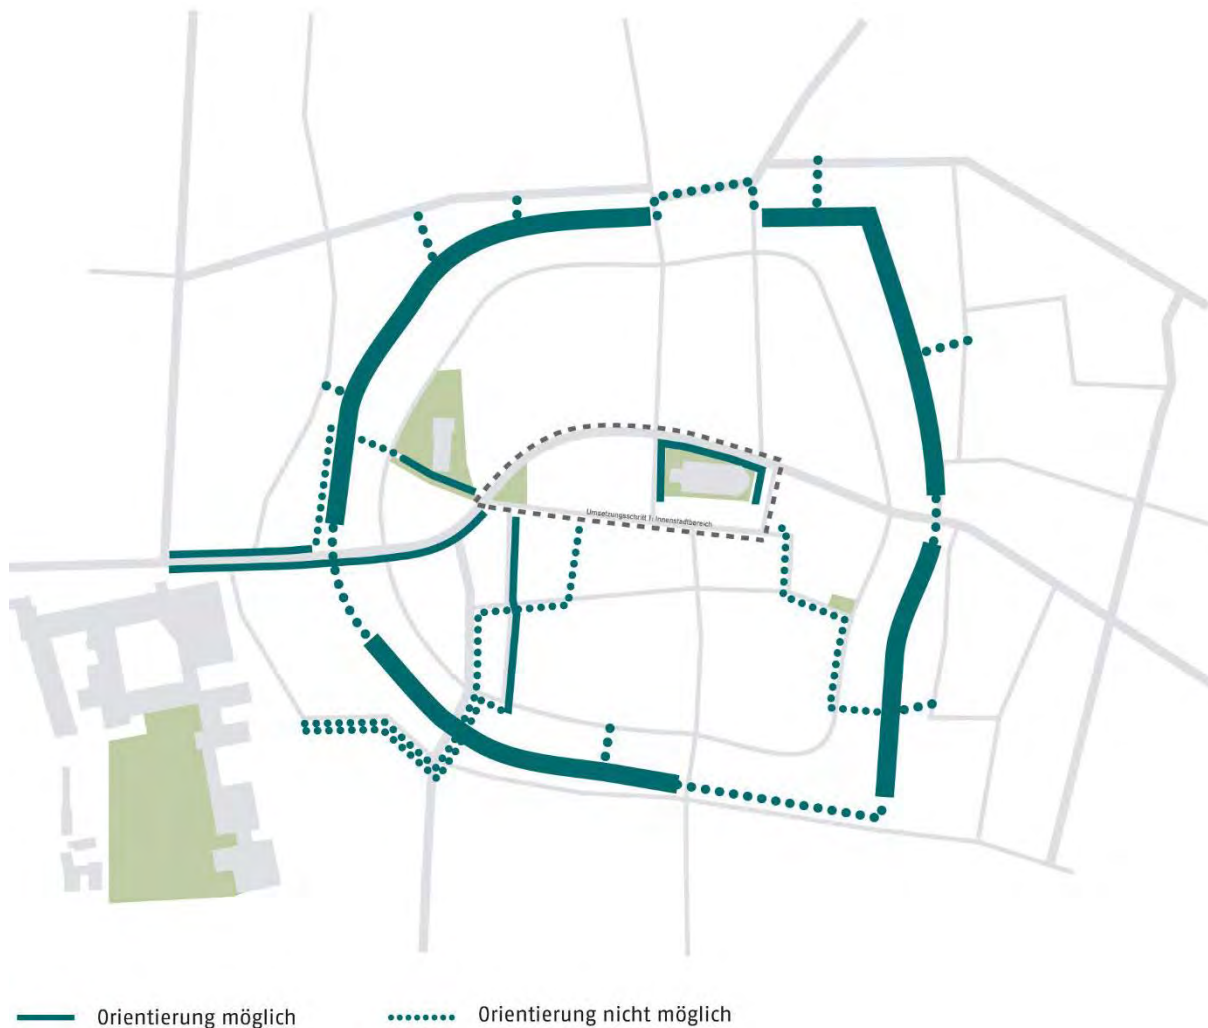 Umsetzungsschritt 1: Innenstadtbereich
Orientierung möglich
Orientierung nicht möglich